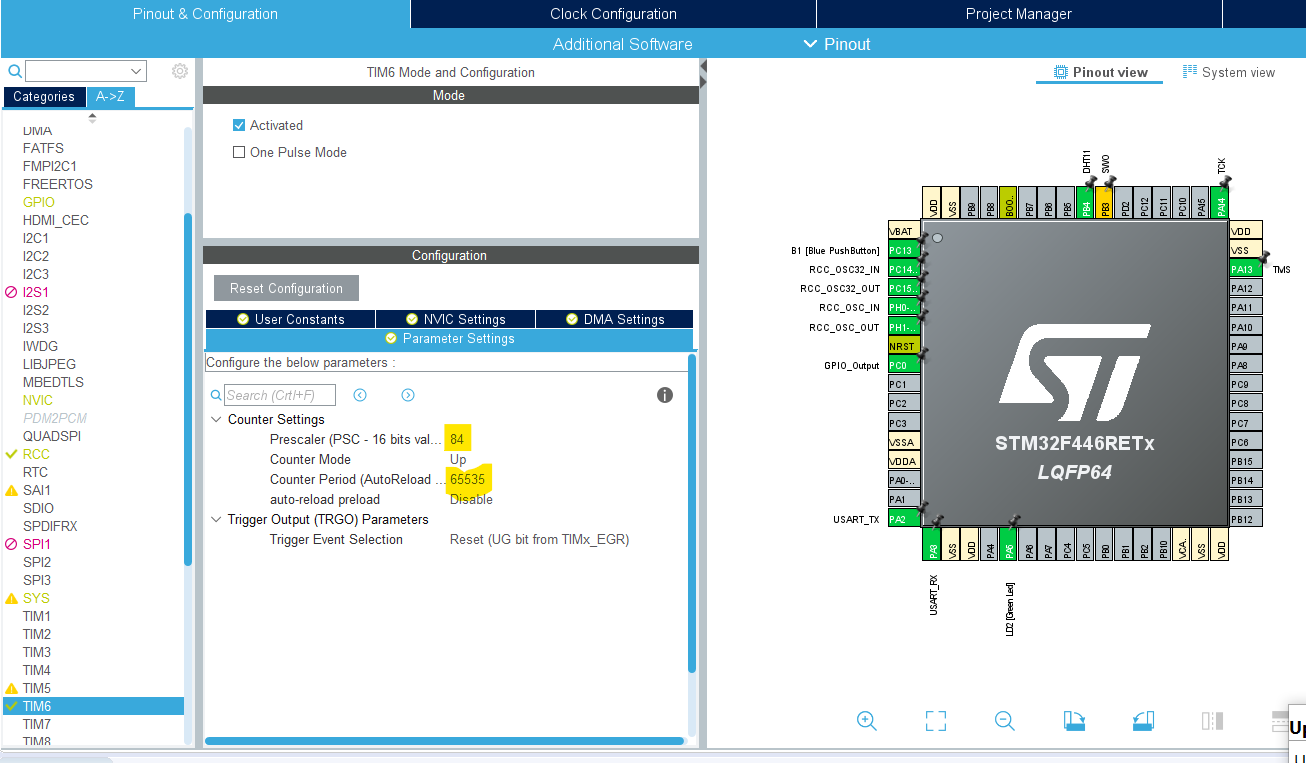 Pinout & Configuration
Clock Configuration
Project Manager
Additional Software
Pinout
Categories
A->Z
DMA
FATFS
FMPI2C1
FREERTOS
GPIO
HDMI_CEC
I2C1
I2C2
I2C3
I2S1
I2S2
I2S3
IWDG
LIBJPEG
MBEDTLS
NVIC
PDM2PCM
QUADSPI
RCC
RTC
SAI1
SDIO
SPDIFRX
SPI1
SPI2
SPI3
SYS
TIM1
TIM2
TIM3
TIM4
TIM5
TIM6
TIM7
TIM8
TIM6 Mode and Configuration
Mode
Activated
One Pulse Mode
Configuration
Reset Configuration
User Constants
NVIC Settings
DMA Settings
Parameter Settings
Configure the below parameters :
Search (Crtl+F)
Counter Settings
Prescaler (PSC - 16 bits val... 84
Counter Mode Up
Counter Period (AutoReload ... 65535
auto-reload preload Disable
Trigger Output (TRGO) Parameters
Trigger Event Selection Reset (UG bit from TIMx_EGR)
Pinout view
System view
DHT11
SWO
TCK
VDD
VSS
PB9
PB8
BOO..
PB7
PB6
PB5
PB4
PB3
PD2
PC12
PC11
PC10
PA15
PA14
VBAT
B1 [Blue PushButton] PC13
RCC_OSC32_IN PC14..
RCC_OSC32_OUT PC15..
RCC_OSC_IN PH0-..
RCC_OSC_OUT PH1-..
NRST
GPIO_Output PC0
PC1
PC2
PC3
VSSA
VDDA
PA0-..
PA1
USART_TX PA2
STM32F446RETx
LQFP64
VDD
VSS
PA13 TMS
PA12
PA11
PA10
PA9
PA8
PC9
PC8
PC7
PC6
PB15
PB14
PB13
PB12
PA3
VSS
VDD
PA4
PA5
PA6
PA7
PC4
PC5
PB0
PB1
PB2
PB10
VCA.
VSS
VDD
USART_RX
LD2 [Green Led]